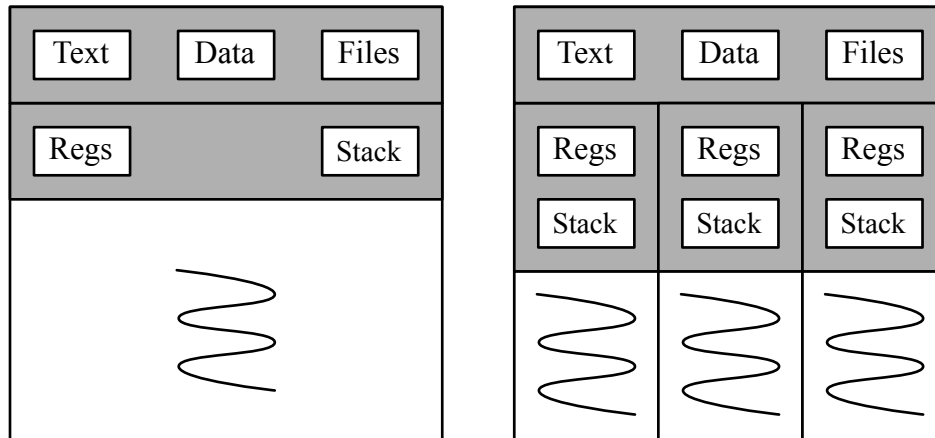 Text Data Files
Regs Stack
Text Data Files
Regs Regs Regs
Stack Stack Stack